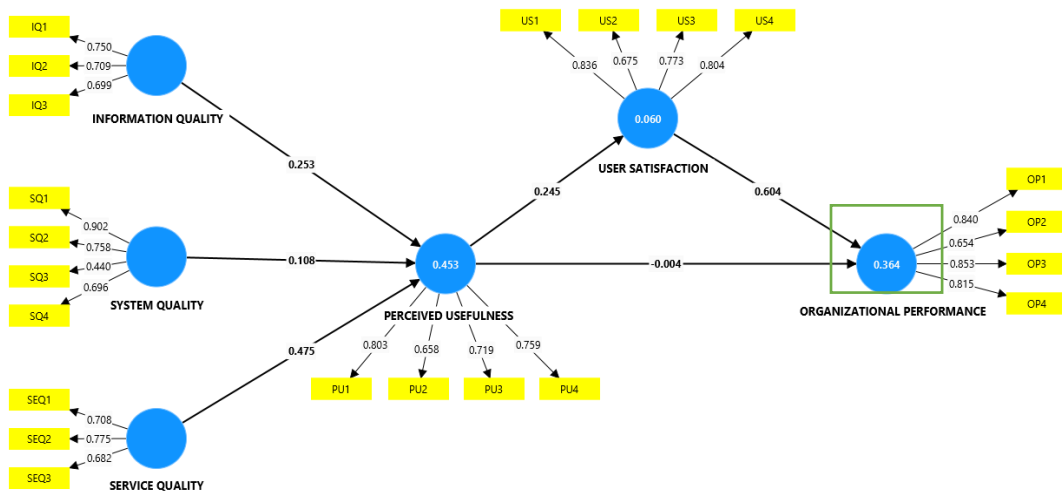 IQ1
IQ2
IQ3
0.750
0.709
0.699
INFORMATION QUALITY
US1
US2
US3
US4
0.836
0.675
0.773
0.804
0.060
USER SATISFACTION
0.253
0.245
0.604
SQ1
SQ2
SQ3
SQ4
0.902
0.758
0.440
0.696
SYSTEM QUALITY
0.108
0.453
PERCEIVED USEFULNESS
-0.004
0.364
ORGANIZATIONAL PERFORMANCE
OP1
OP2
OP3
OP4
0.840
0.654
0.853
0.815
0.475
0.803
0.658
0.719
0.759
PU1
PU2
PU3
PU4
SEQ1
SEQ2
SEQ3
0.708
0.775
0.682
SERVICE QUALITY